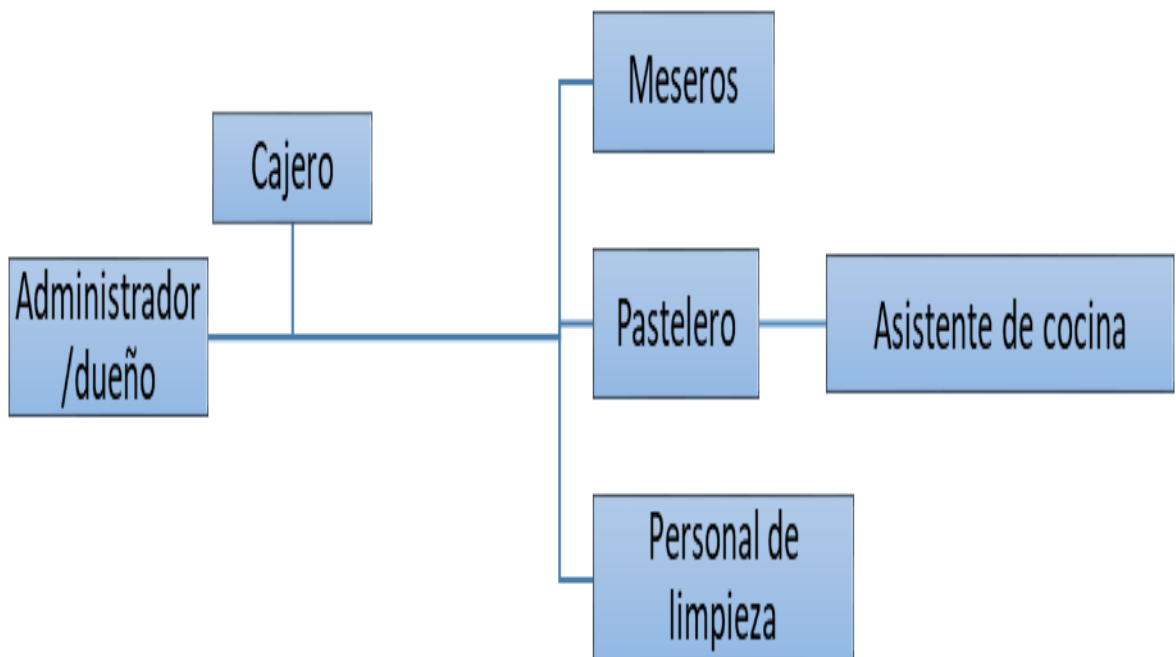 Meseros
Cajero
Administrador
/dueño
Pastelero
Asistente de cocina
Personal de
limpieza